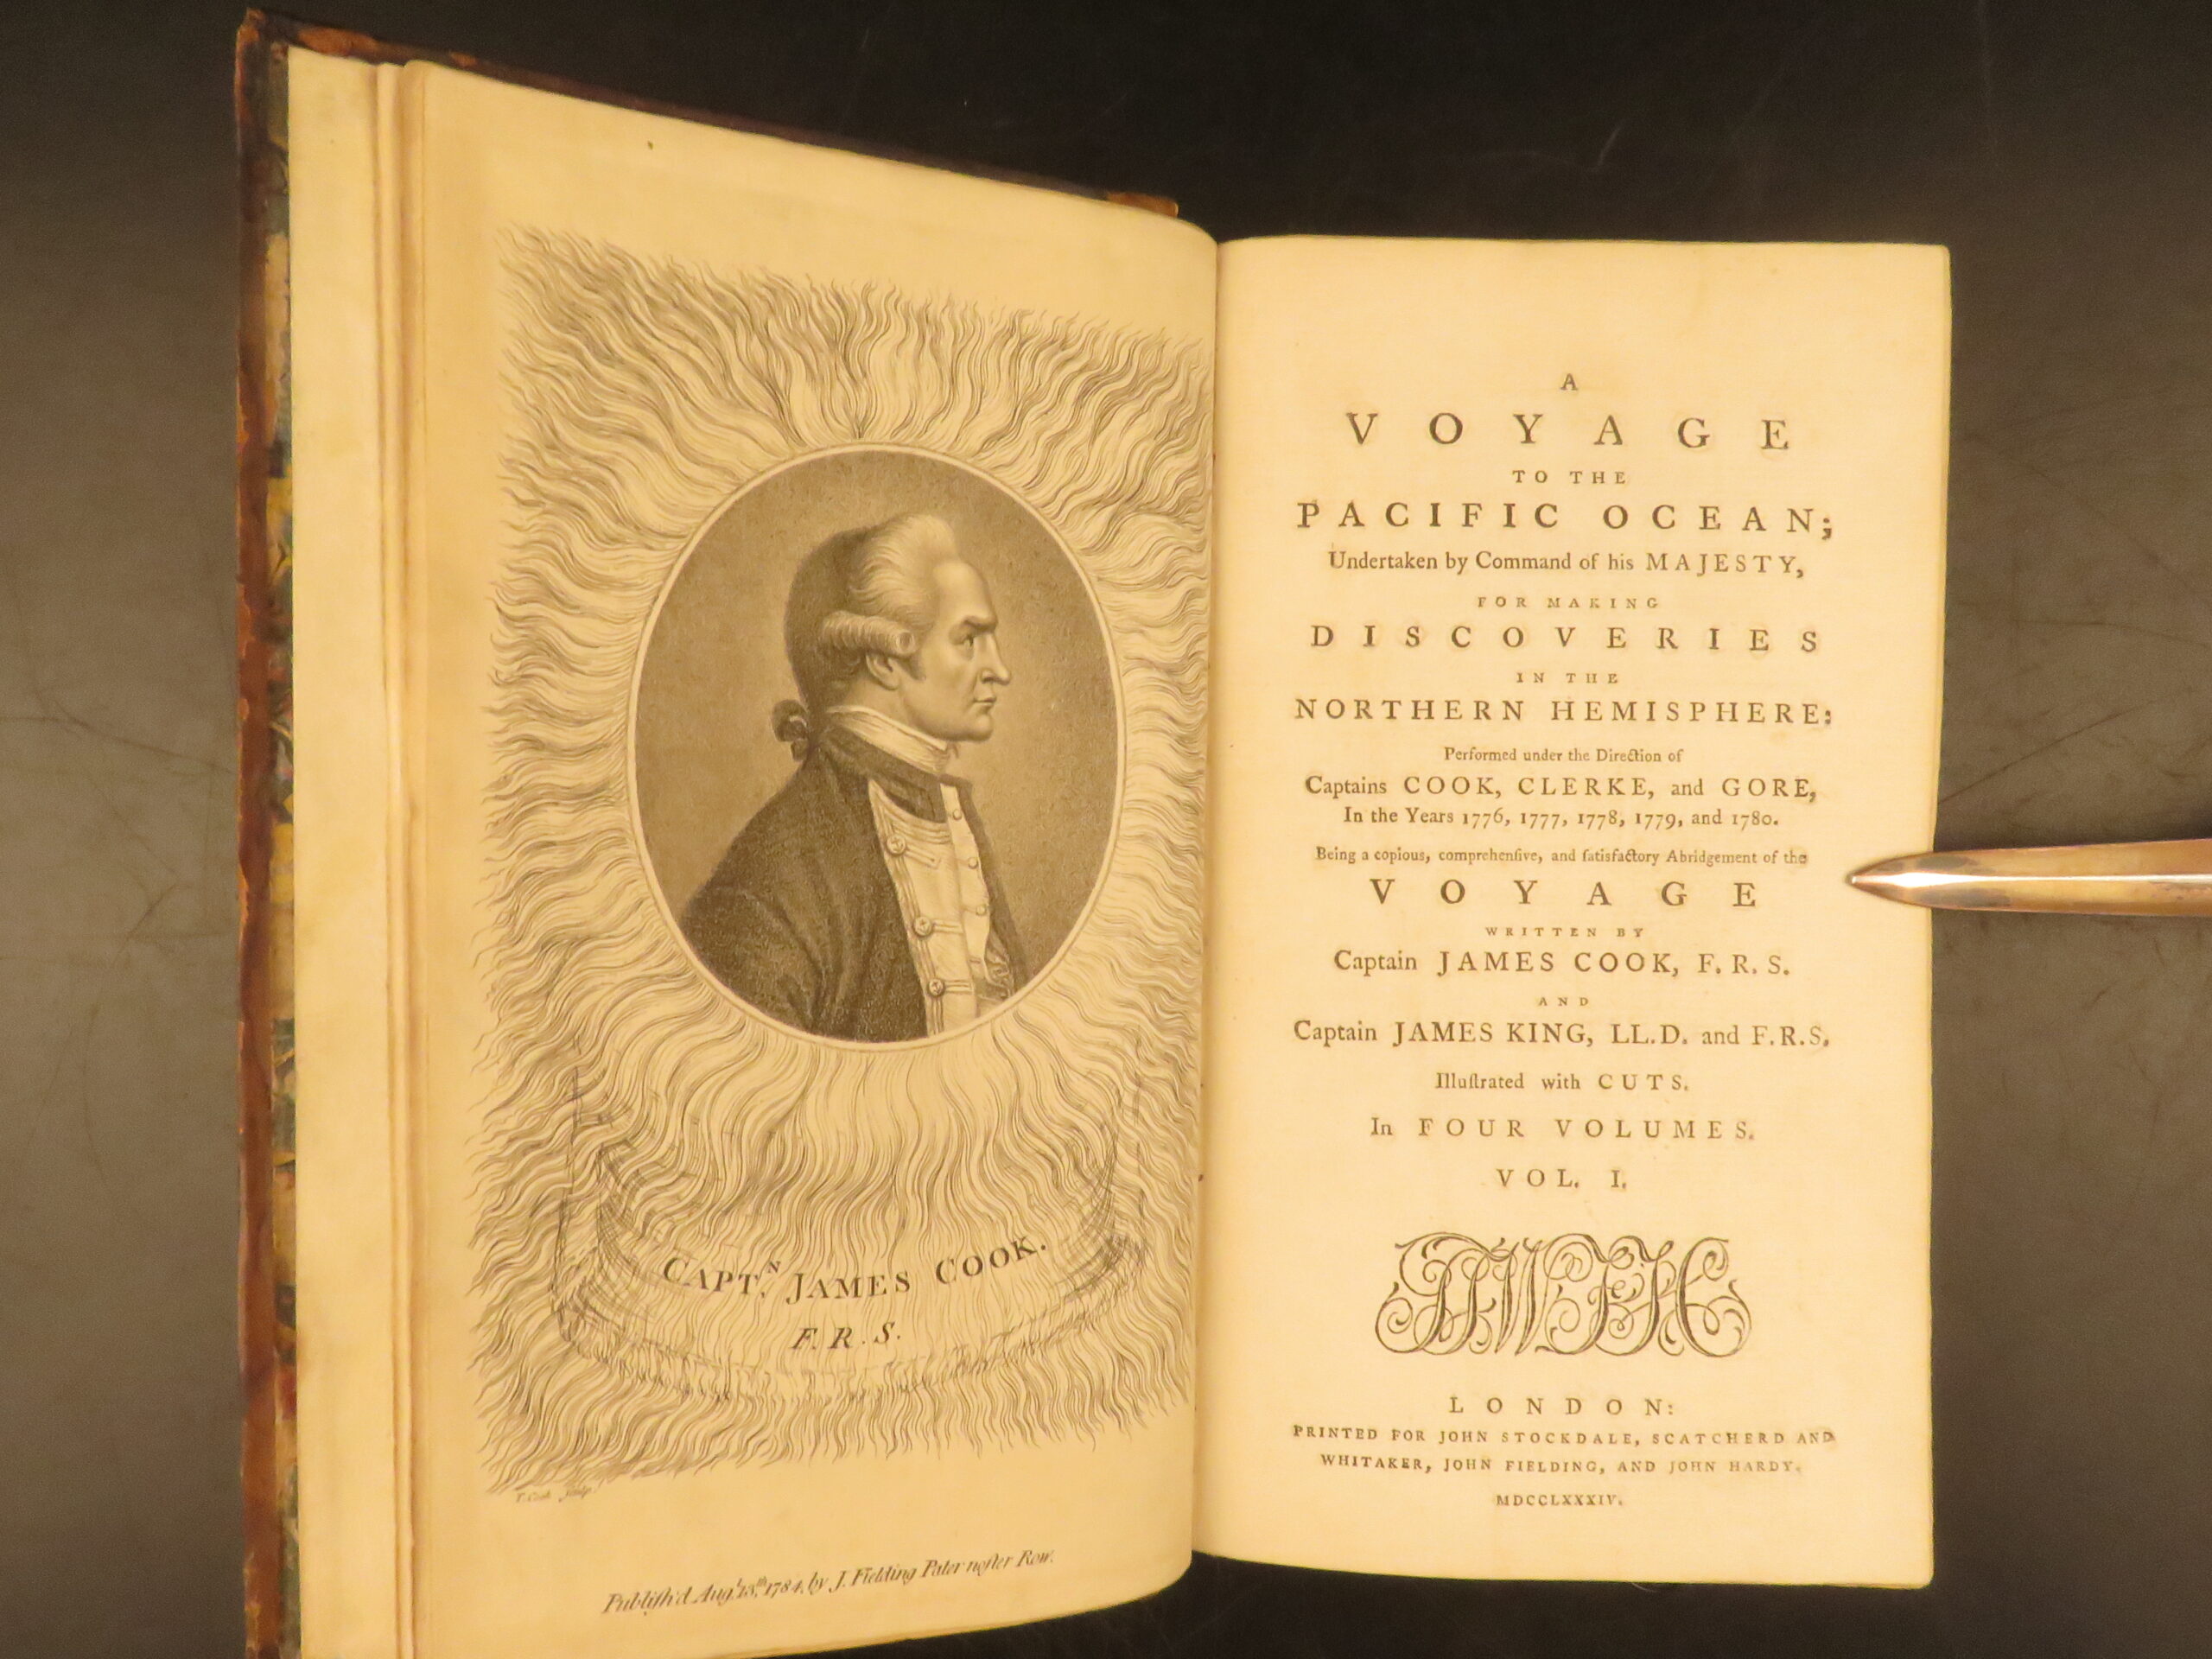 CAPT.N JAMES COOK.
F. R. S.
T. Cook sculp.
Publiſh'd Aug.t 13.th 1784, by J. Fielding Pater noſter Row.
A
VOYAGE
TO THE
PACIFIC OCEAN;
Undertaken by Command of his MAJESTY,
FOR MAKING
DISCOVERIES
IN THE
NORTHERN HEMISPHERE:
Performed under the Direction of
Captains COOK, CLERKE, and GORE,
In the Years 1776, 1777, 1778, 1779, and 1780.
Being a copious, comprehenſive, and ſatisfactory Abridgement of the
VOYAGE
WRITTEN BY
Captain JAMES COOK, F. R. S.
AND
Captain JAMES KING, LL.D. and F.R.S.
Illuſtrated with CUTS.
In FOUR VOLUMES.
VOL. I.
LONDON:
PRINTED FOR JOHN STOCKDALE, SCATCHERD AND
WHITAKER, JOHN FIELDING, AND JOHN HARDY.
MDCCLXXXIV.